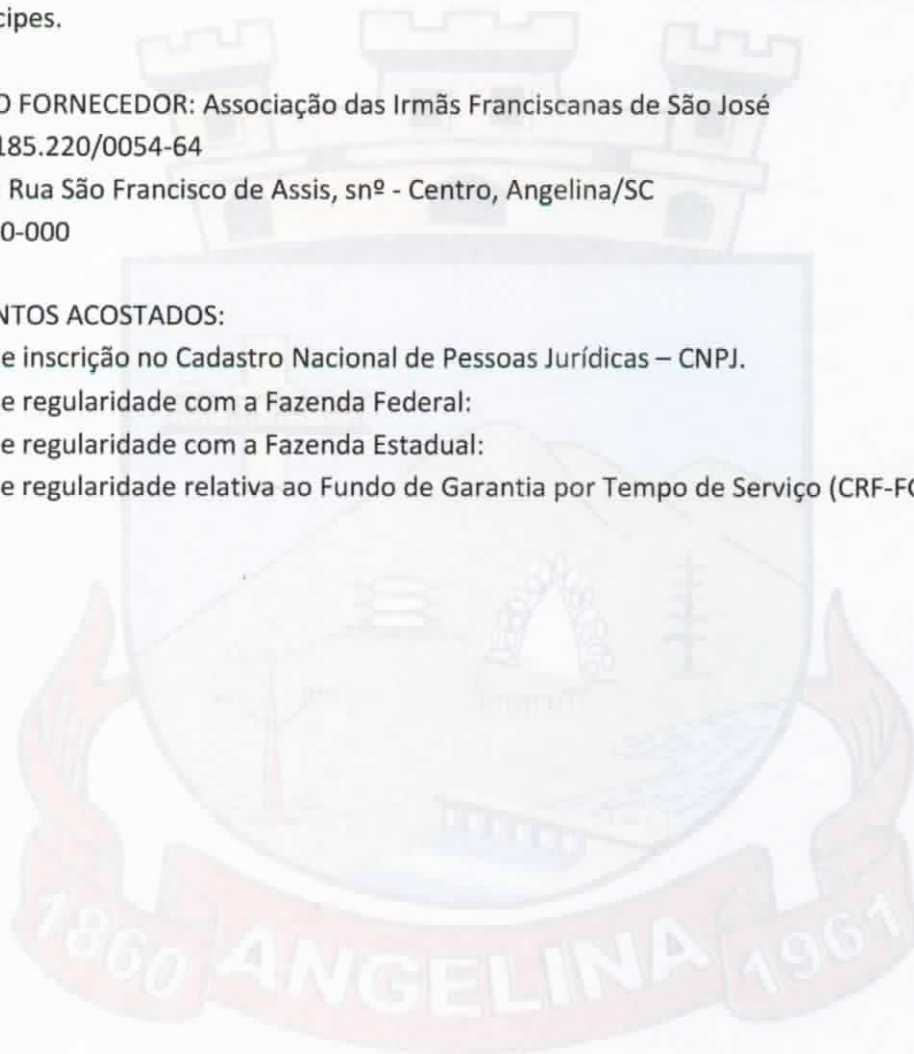 cipes.
O FORNECEDOR: Associação das Irmãs Franciscanas de São José
185.220/0054-64
: Rua São Francisco de Assis, snº - Centro, Angelina/SC
0-000
NTOS ACOSTADOS:
e inscrição no Cadastro Nacional de Pessoas Jurídicas – CNPJ.
e regularidade com a Fazenda Federal:
e regularidade com a Fazenda Estadual:
e regularidade relativa ao Fundo de Garantia por Tempo de Serviço (CRF-FG
1860 ANGELINA 1961